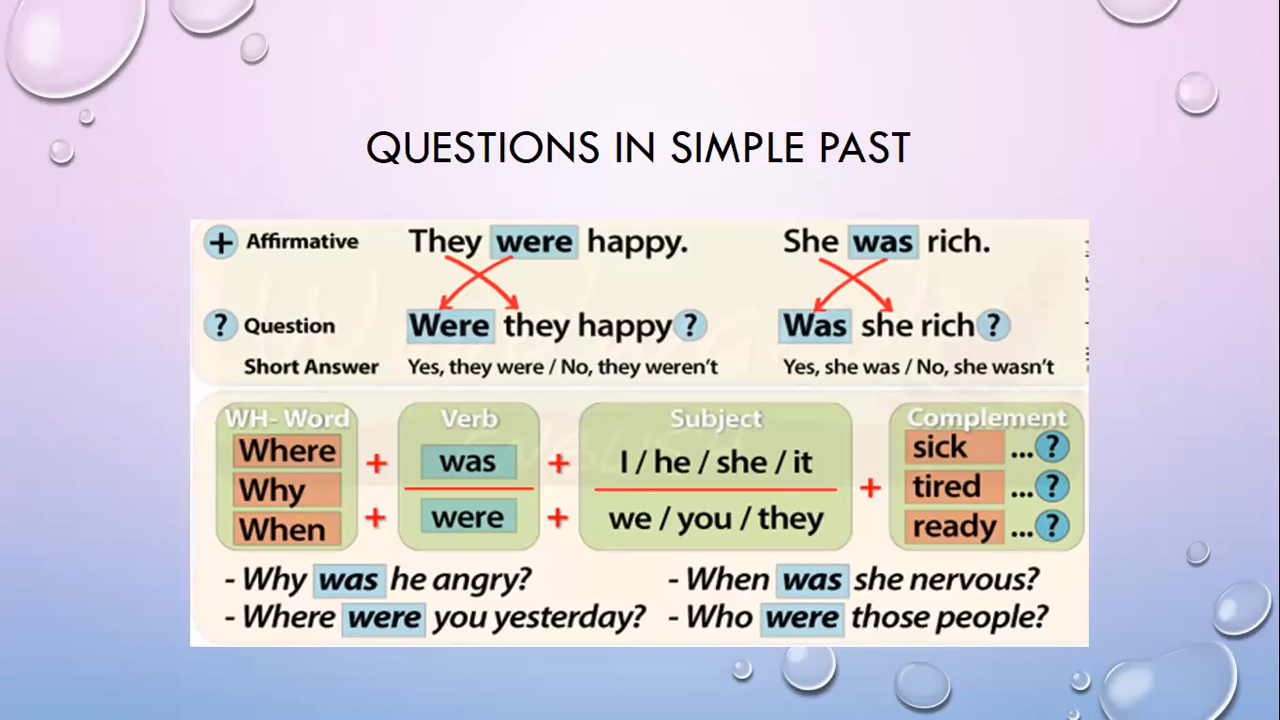 QUESTIONS IN SIMPLE PAST
+ Affirmative They were happy. She was rich.
? Question Were they happy? Was she rich?
Short Answer Yes, they were / No, they weren't Yes, she was / No, she wasn't
WH- Word Verb Subject Complement
Where + was + I / he / she / it sick ...?
Why + tired ...?
When + were + we / you / they ready ...?
- Why was he angry? - When was she nervous?
- Where were you yesterday? - Who were those people?